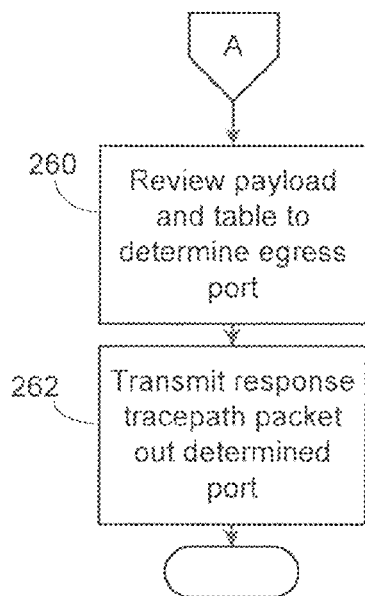 A
260
Review payload
and table to
determine egress
port
262
Transmit response
tracepath packet
out determined
port